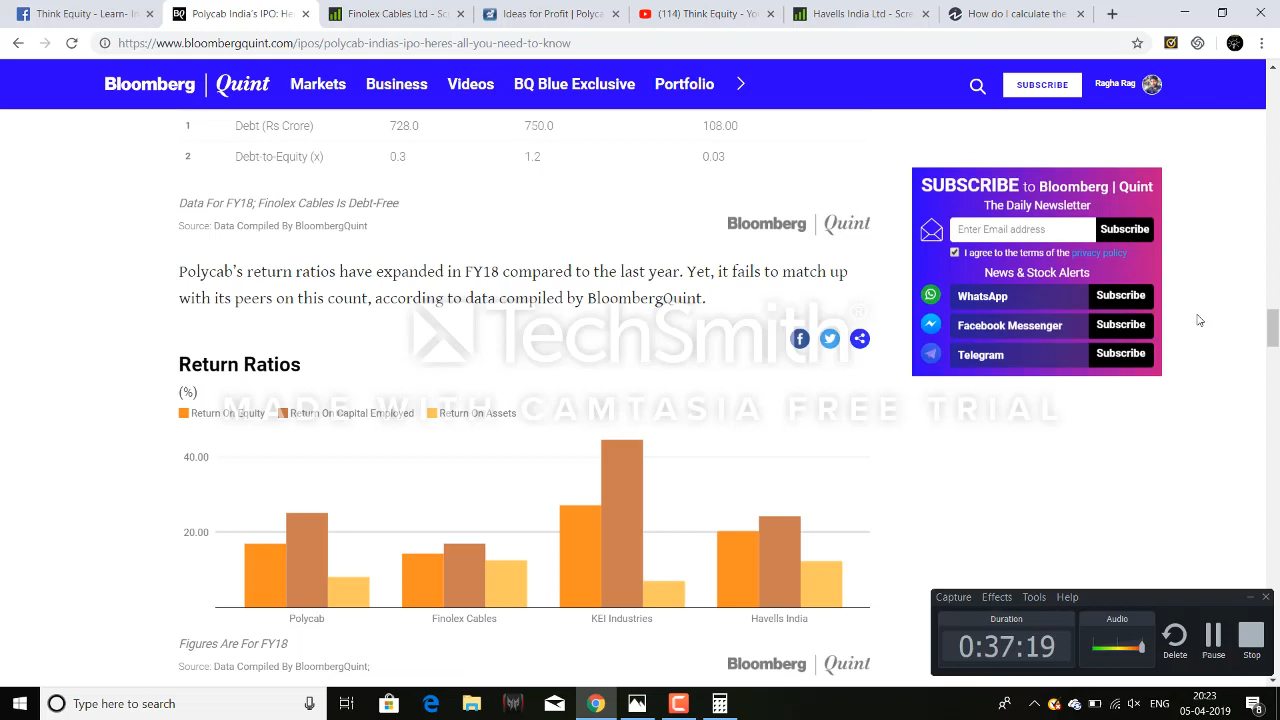 Facebook | Think Equity – Learn- In
BQ Polycab India's IPO: He
Finolex Cables Ltd - Sc
Ideas to Profit | Polyca
(114) Think - Yo
Havells India Ltd - Scre
How do I calculate the
https://www.bloombergquint.com/ipo/polycab-indias-ipo-heres-all-you-need-to-know
Bloomberg | Quint Markets Business Videos BQ Blue Exclusive Portfolio SUBSCRIBE Ragha Rag
1 Debt (Rs Crore) 728.0 750.0 108.00
2 Debt-to-Equity (x) 0.3 1.2 0.03
Data For FY18; Finolex Cables Is Debt-Free
Source: Data Compiled By BloombergQuint
Bloomberg | Quint
Polycab's return ratios have expanded in FY18 compared to the last year. Yet, it fails to match up
with its peers on this count, according to data compiled by BloombergQuint.
TechSmith
MADE WITH CAMTASIA FREE TRIAL
Return Ratios
(%)
Return On Equity Return On Capital Employed Return On Assets
40.00
20.00
Polycab Finolex Cables KEI Industries Havells India
Figures Are For FY18
Source: Data Compiled By BloombergQuint;
Bloomberg | Quint
SUBSCRIBE to Bloomberg | Quint
The Daily Newsletter
Enter Email address Subscribe
I agree to the terms of the privacy policy
News & Stock Alerts
WhatsApp Subscribe
Facebook Messenger Subscribe
Telegram Subscribe
Capture Effects Tools Help
Duration Audio
0:37:19 Delete Pause Stop
Type here to search
ENG
20:23
05-04-2019
8